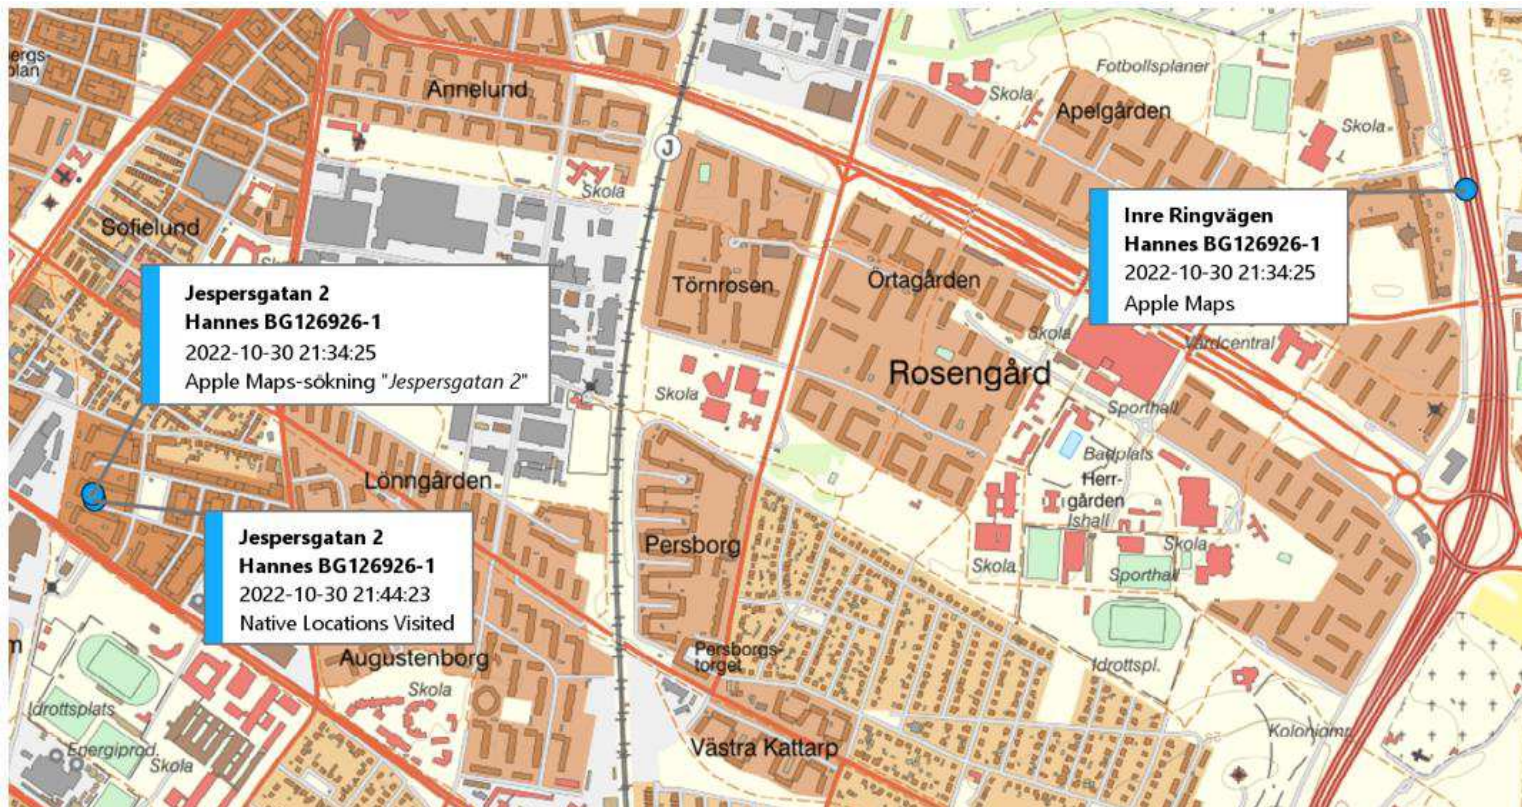 ergs-
plan
Annelund
Skola
Fotbollsplaner
Apelgården
Skola
J
Skola
Sofielund
Inre Ringvägen
Hannes BG126926-1
2022-10-30 21:34:25
Apple Maps
Jespersgatan 2
Hannes BG126926-1
2022-10-30 21:34:25
Apple Maps-sökning "Jespersgatan 2"
Törnrosen
Örtagården
Skola
Vårdcentral
Rosengård
Skola
Sporthall
Badplats
Herr-
gården
Ishall
Lönngården
Jespersgatan 2
Hannes BG126926-1
2022-10-30 21:44:23
Native Locations Visited
Persborg
Skola
Skola
Sporthall
m
Augustenborg
Persborgs-
torget
Idrottspl.
Skola
Idrottsplats
Energiprod.
Skola
Västra Kattarp
Koloniomr.